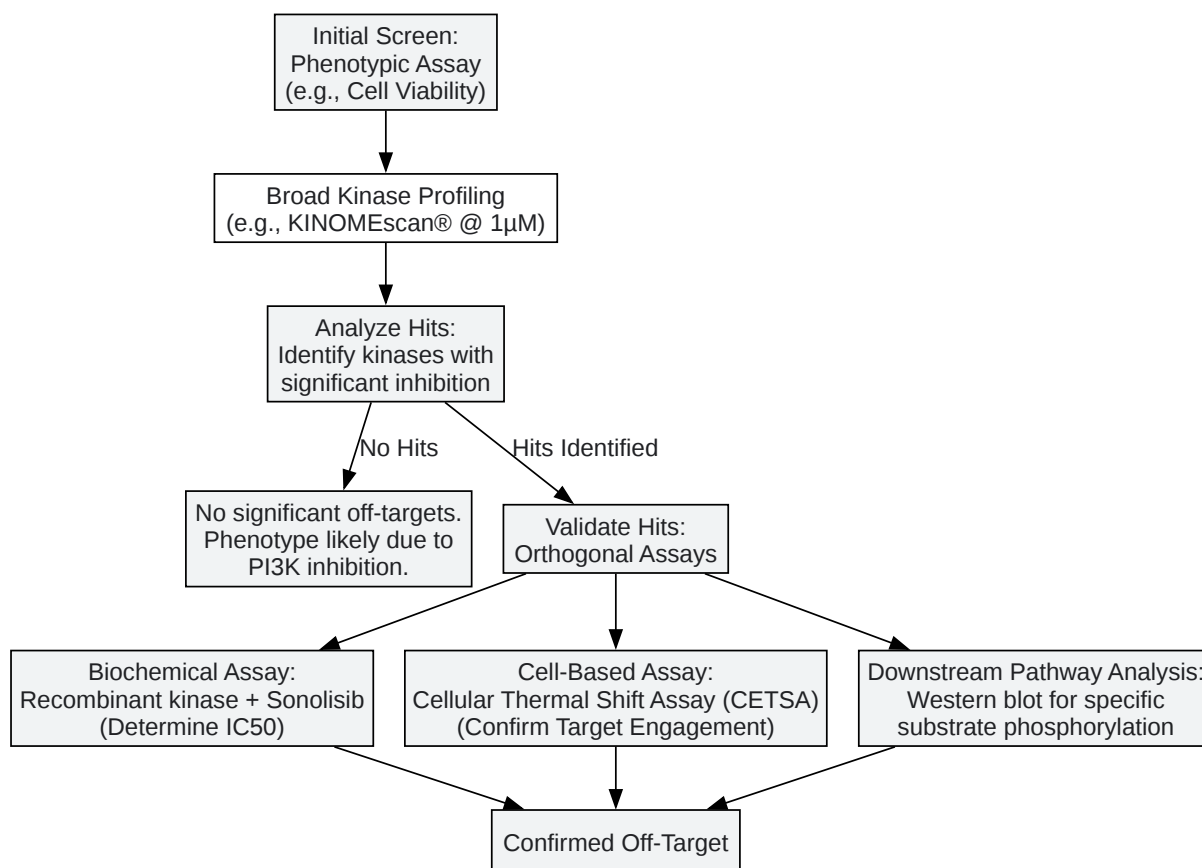 Initial Screen:
Phenotypic Assay
(e.g., Cell Viability)
Broad Kinase Profiling
(e.g., KINOMEscan® @ 1µM)
Analyze Hits:
Identify kinases with
significant inhibition
No Hits
Hits Identified
No significant off-targets.
Phenotype likely due to
PI3K inhibition.
Validate Hits:
Orthogonal Assays
Biochemical Assay:
Recombinant kinase + Sonolisib
(Determine IC50)
Cell-Based Assay:
Cellular Thermal Shift Assay (CETSA)
(Confirm Target Engagement)
Downstream Pathway Analysis:
Western blot for specific
substrate phosphorylation
Confirmed Off-Target